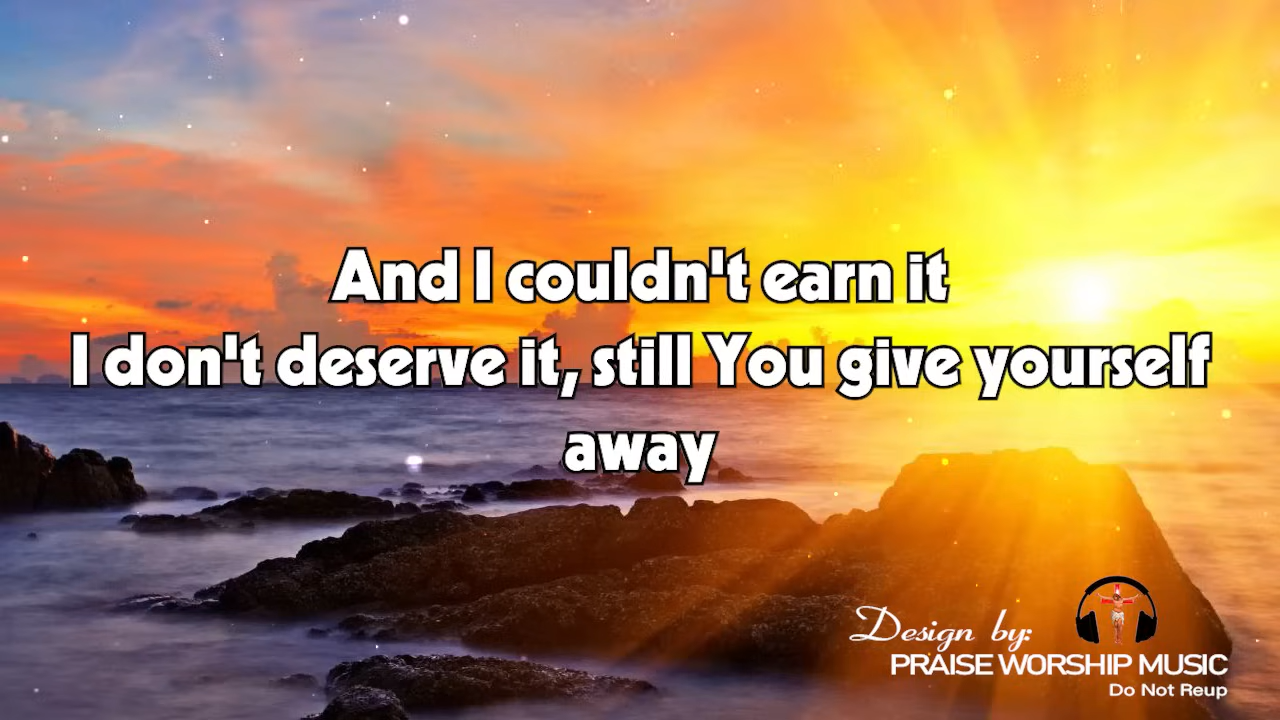 And I couldn't earn it
I don't deserve it, still You give yourself
away
Design by:
PRAISE WORSHIP MUSIC
Do Not Reup